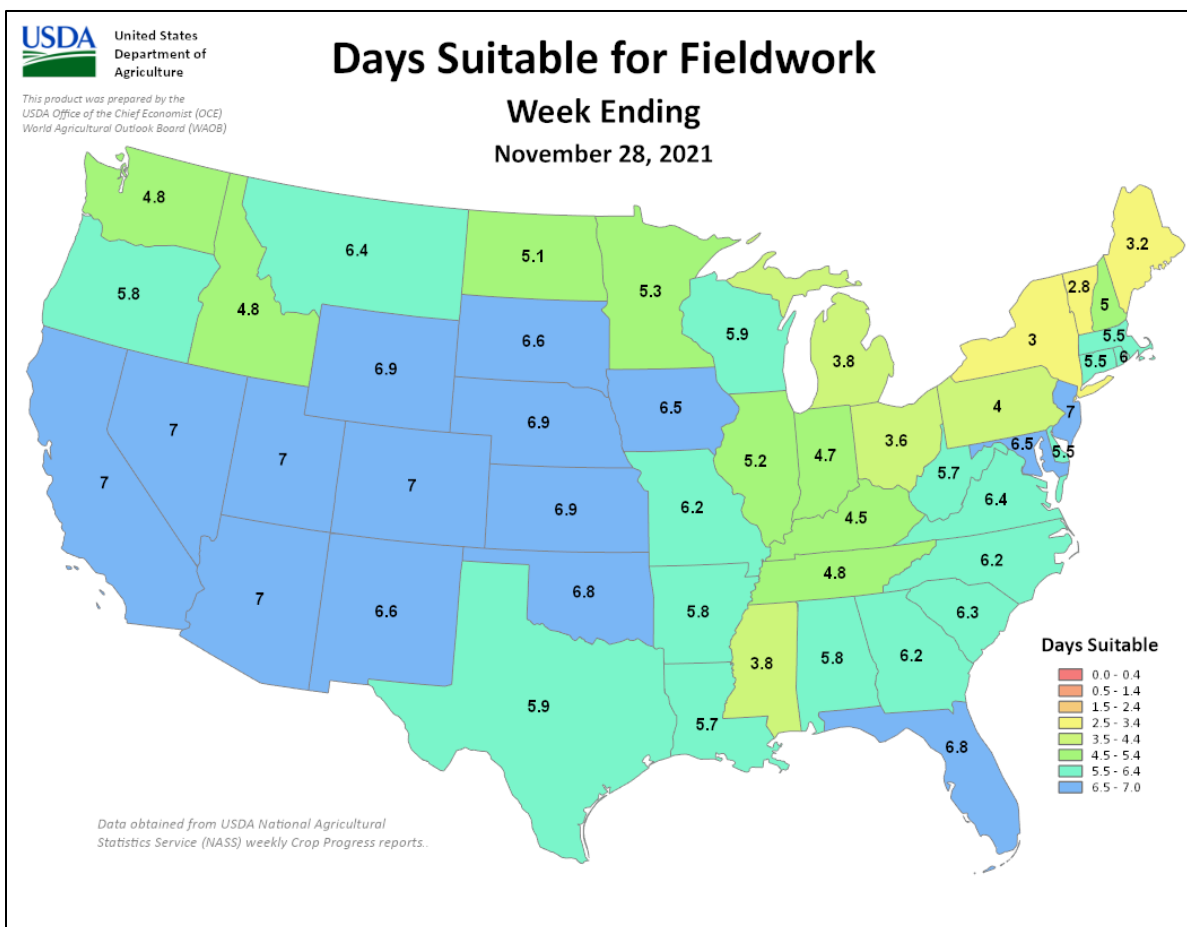 USDA
United States
Department of
Agriculture
This product was prepared by the
USDA Office of the Chief Economist (OCE)
World Agricultural Outlook Board (WAOB)
Days Suitable for Fieldwork
Week Ending
November 28, 2021
4.8
6.4
5.1
5.3
3.2
2.8
5
5.8
4.8
6.9
6.6
5.9
3.8
3
5.5
5.5
6
7
7
7
7
6.9
6.5
5.2
4.7
3.6
4
7
6.5
5.5
5.7
6.4
6.9
6.2
4.5
6.2
7
6.6
6.8
5.8
4.8
6.3
5.9
5.7
3.8
5.8
6.2
6.8
Days Suitable
0.0 - 0.4
0.5 - 1.4
1.5 - 2.4
2.5 - 3.4
3.5 - 4.4
4.5 - 5.4
5.5 - 6.4
6.5 - 7.0
Data obtained from USDA National Agricultural
Statistics Service (NASS) weekly Crop Progress reports..